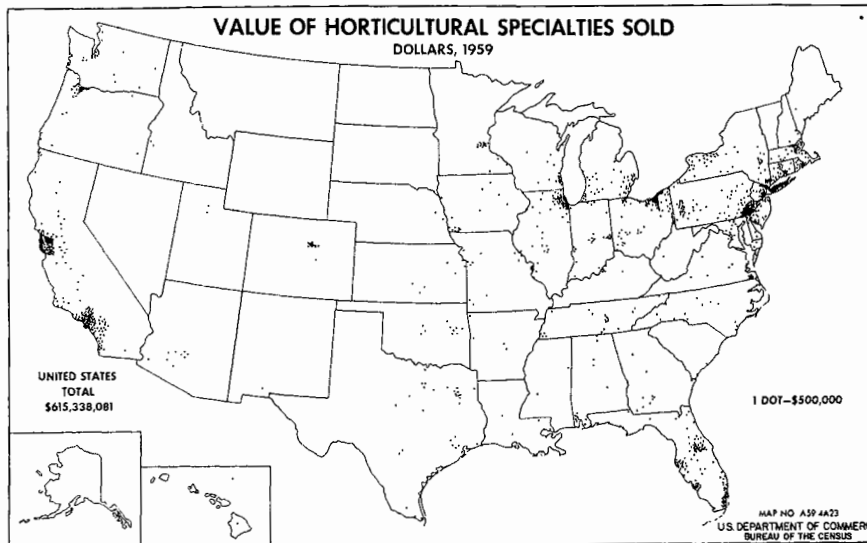 VALUE OF HORTICULTURAL SPECIALTIES SOLD
DOLLARS, 1959
UNITED STATES
TOTAL
$615,338,081
1 DOT—$500,000
MAP NO A59 4A23
U.S. DEPARTMENT OF COMMER
BUREAU OF THE CENSUS